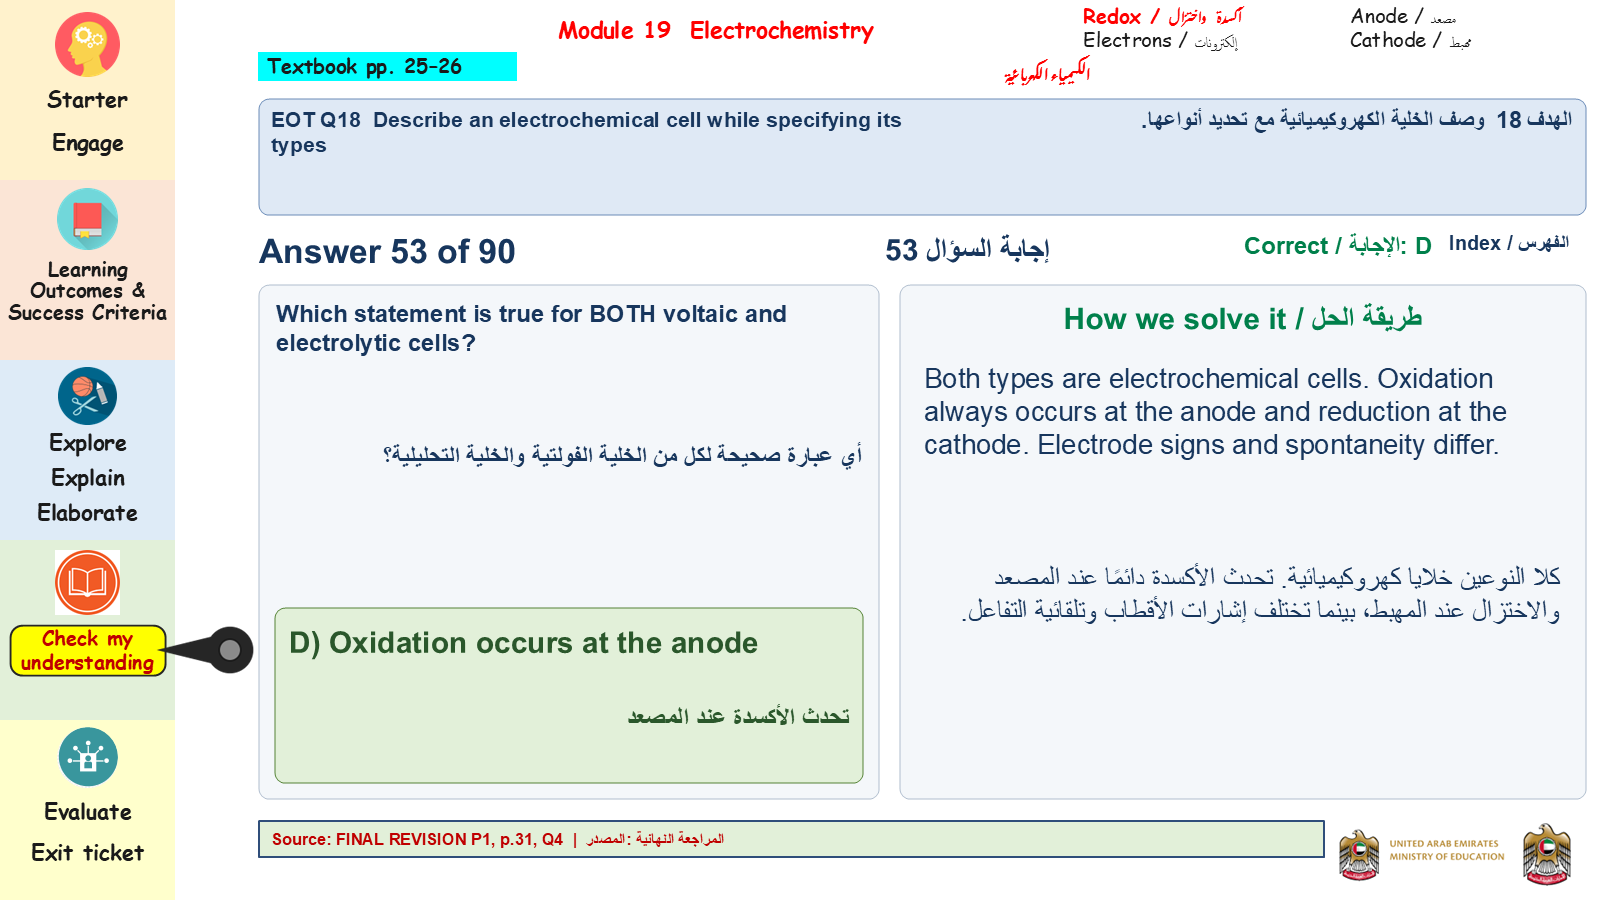 Starter
Engage
Learning
Outcomes &
Success Criteria
Explore
Explain
Elaborate
Check my
understanding
Evaluate
Exit ticket
Module 19 Electrochemistry
Redox / أكسدة واختزال
Electrons / إلكترونات
Anode / مصعد
Cathode / مهبط
الكيمياء الكهربائية
Textbook pp. 25-26
EOT Q18 Describe an electrochemical cell while specifying its
types
الهدف 18 وصف الخلية الكهروكيميائية مع تحديد أنواعها.
Answer 53 of 90
إجابة السؤال 53
Correct / الإجابة: D
Index / الفهرس
Which statement is true for BOTH voltaic and
electrolytic cells?
أي عبارة صحيحة لكل من الخلية الفولتية والخلية التحليلية؟
D) Oxidation occurs at the anode
تحدث الأكسدة عند المصعد
How we solve it / طريقة الحل
Both types are electrochemical cells. Oxidation
always occurs at the anode and reduction at the
cathode. Electrode signs and spontaneity differ.
كلا النوعين خلايا كهروكيميائية. تحدث الأكسدة دائمًا عند المصعد
والاختزال عند المهبط، بينما تختلف إشارات الأقطاب وتلقائية التفاعل.
Source: FINAL REVISION P1, p.31, Q4 | المراجعة النهائية :المصدر
UNITED ARAB EMIRATES
MINISTRY OF EDUCATION